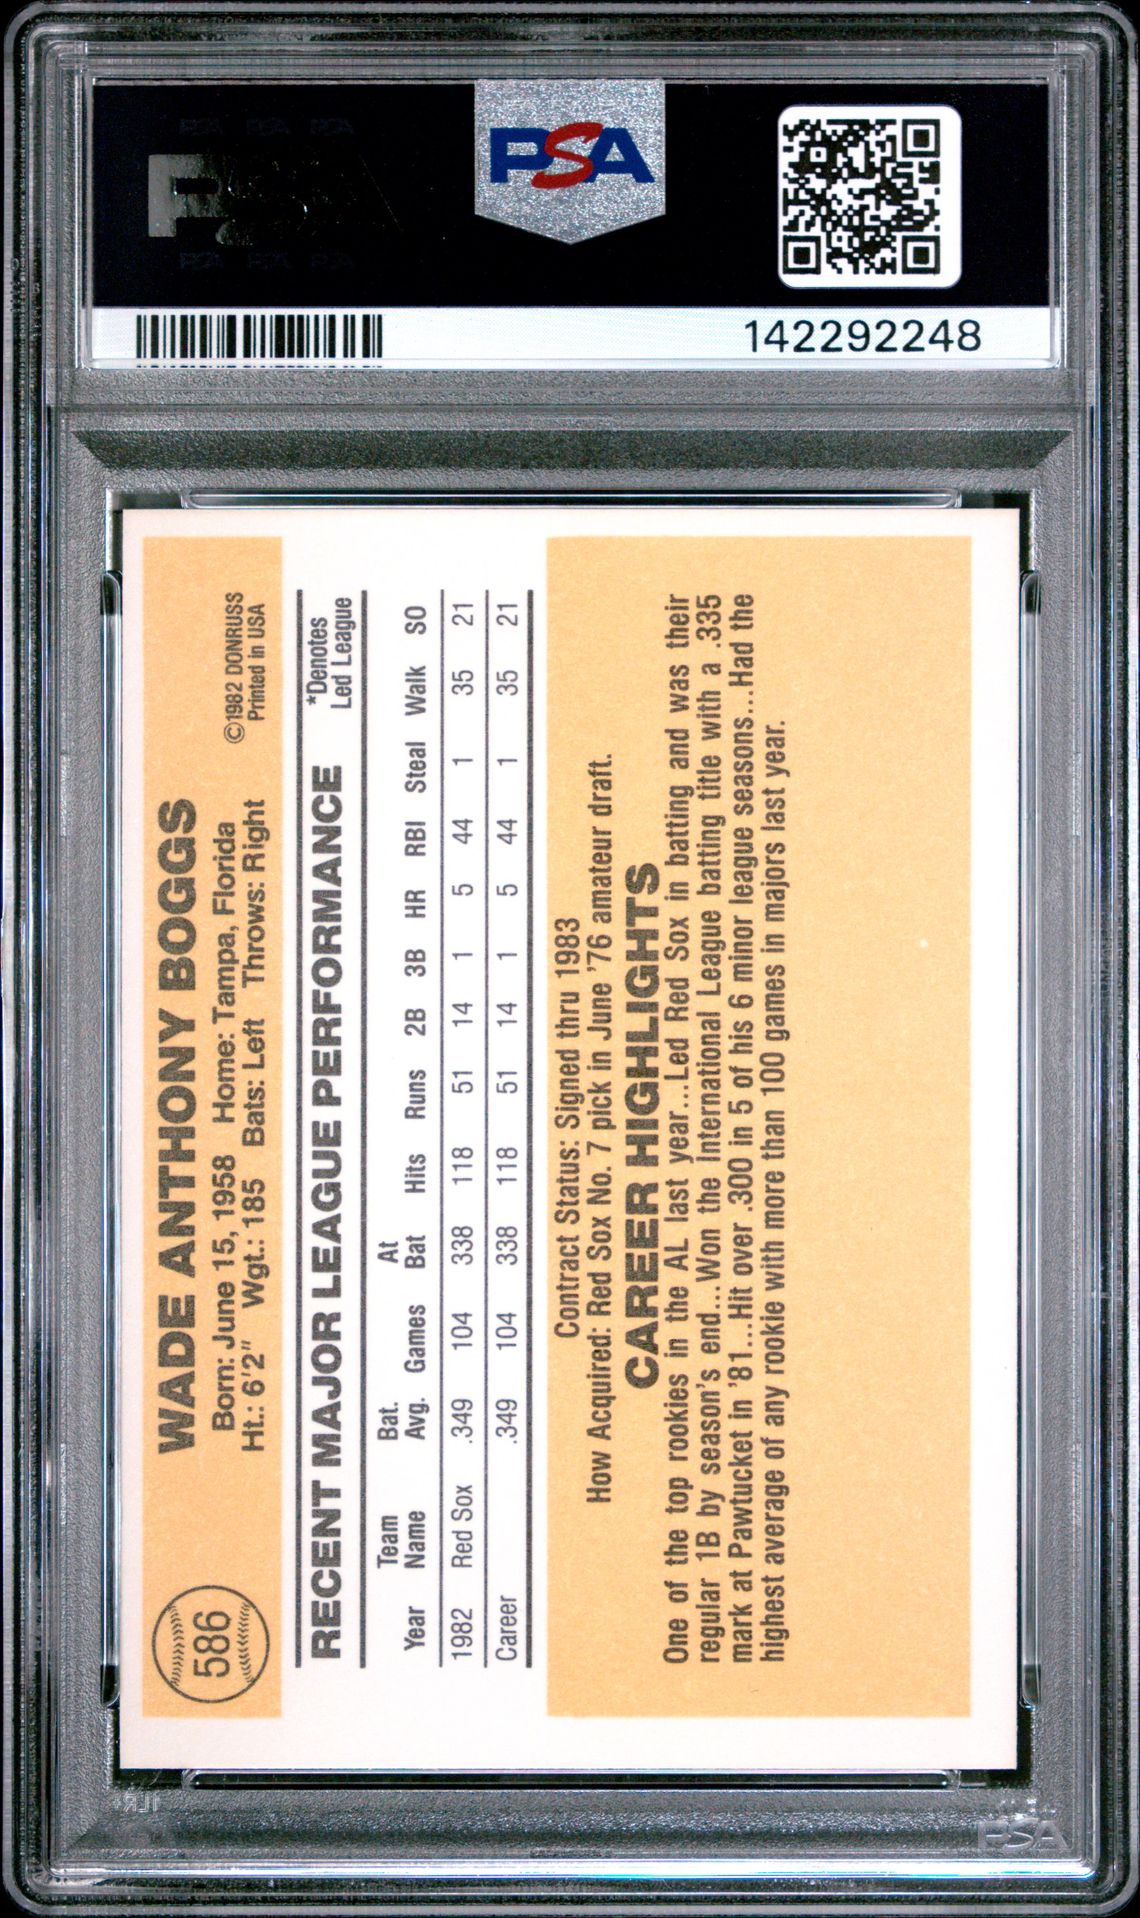 PSA
PSA PSA PSA
PSA
PSA PSA PSA
142292248
586
WADE ANTHONY BOGGS
Born: June 15, 1958 Home: Tampa, Florida
Ht.: 6'2" Wgt.: 185 Bats: Left Throws: Right
©1982 DONRUSS
Printed in USA
RECENT MAJOR LEAGUE PERFORMANCE
*Denotes
Led League
Year Team Name Bat. Avg. Games At Bat Hits Runs 2B 3B HR RBI Steal Walk SO
1982 Red Sox .349 104 338 118 51 14 1 5 44 1 35 21
Career .349 104 338 118 51 14 1 5 44 1 35 21
Contract Status: Signed thru 1983
How Acquired: Red Sox No. 7 pick in June '76 amateur draft.
CAREER HIGHLIGHTS
One of the top rookies in the AL last year...Led Red Sox in batting and was their
regular 1B by season's end...Won the International League batting title with a .335
mark at Pawtucket in '81...Hit over .300 in 5 of his 6 minor league seasons...Had the
highest average of any rookie with more than 100 games in majors last year.
PSA